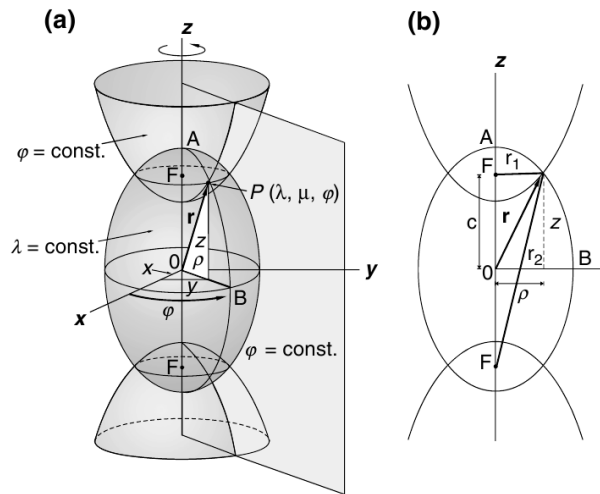 (a)
z
A
φ = const.
F
P (λ, μ, φ)
r
λ = const.
z
0
ρ
x
y
y
B
x
φ
φ = const.
F
(b)
z
A
F
r1
c
r
z
r2
0
B
ρ
F